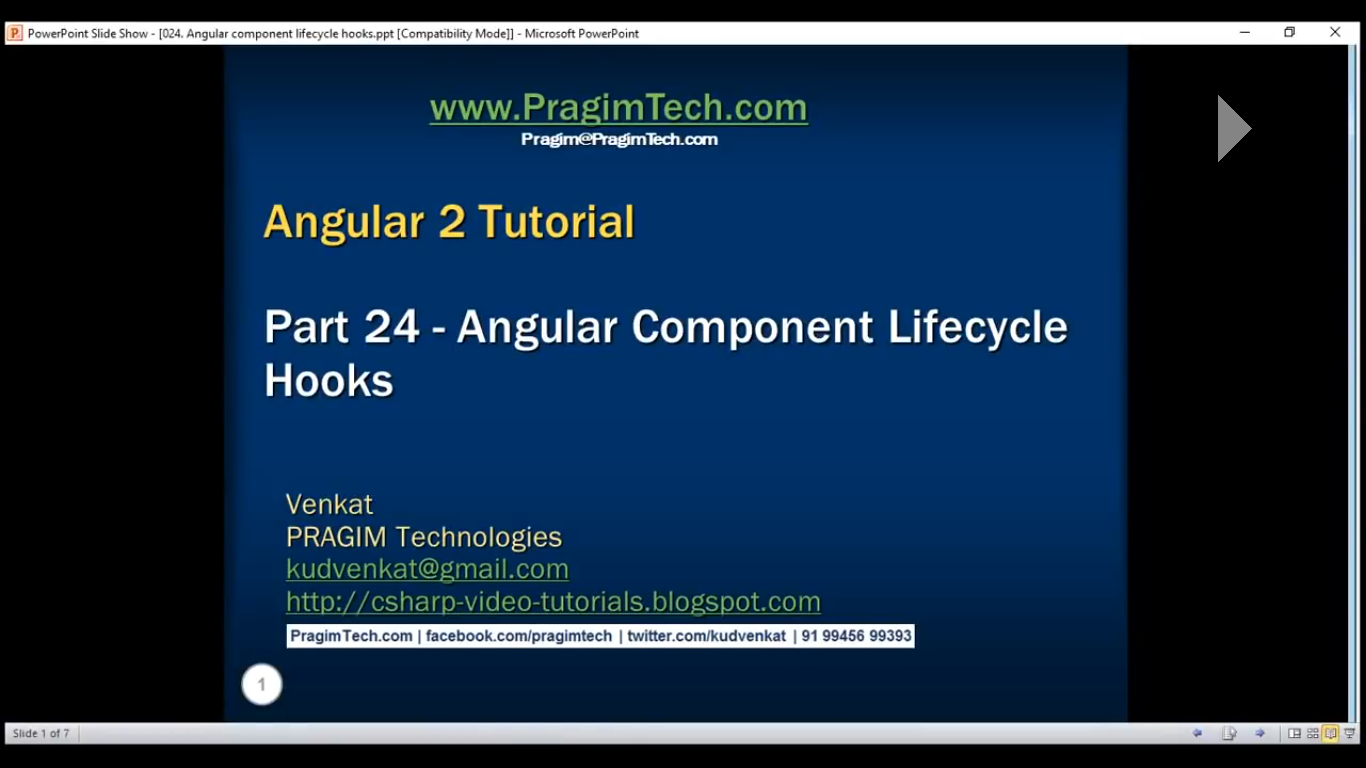 PowerPoint Slide Show - [024. Angular component lifecycle hooks.ppt [Compatibility Mode]] - Microsoft PowerPoint
www.PragimTech.com
Pragim@PragimTech.com
Angular 2 Tutorial
Part 24 - Angular Component Lifecycle
Hooks
Venkat
PRAGIM Technologies
kudvenkat@gmail.com
http://csharp-video-tutorials.blogspot.com
PragimTech.com | facebook.com/pragimtech | twitter.com/kudvenkat | 91 99456 99393
1
Slide 1 of 7